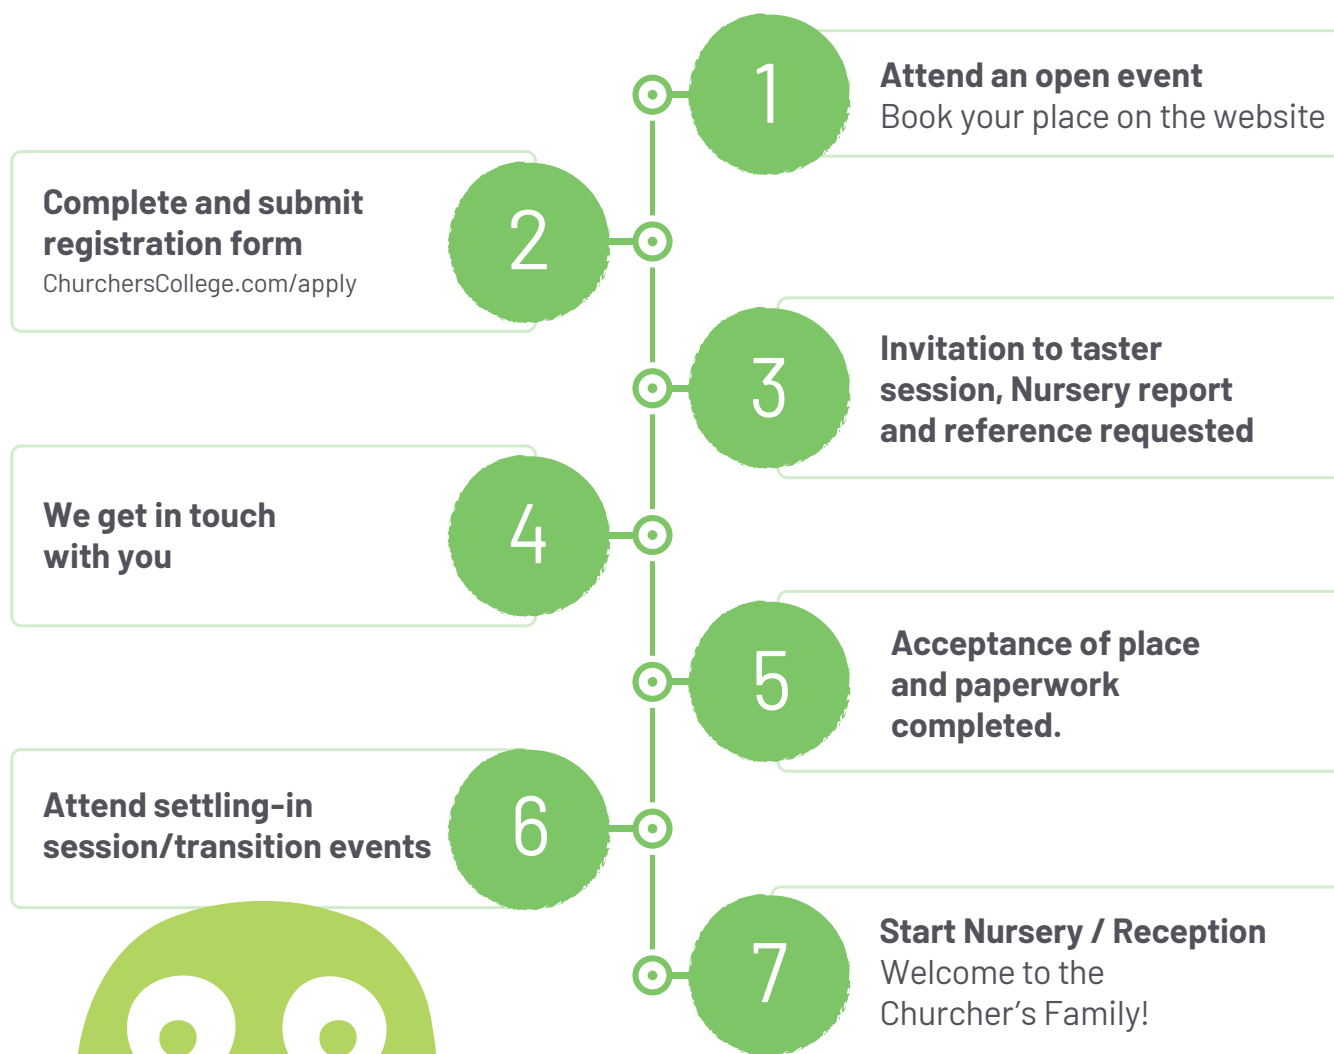 1
Attend an open event
Book your place on the website
2
Complete and submit
registration form
ChurchersCollege.com/apply
3
Invitation to taster
session, Nursery report
and reference requested
4
We get in touch
with you
5
Acceptance of place
and paperwork
completed.
6
Attend settling-in
session/transition events
7
Start Nursery / Reception
Welcome to the
Churcher’s Family!